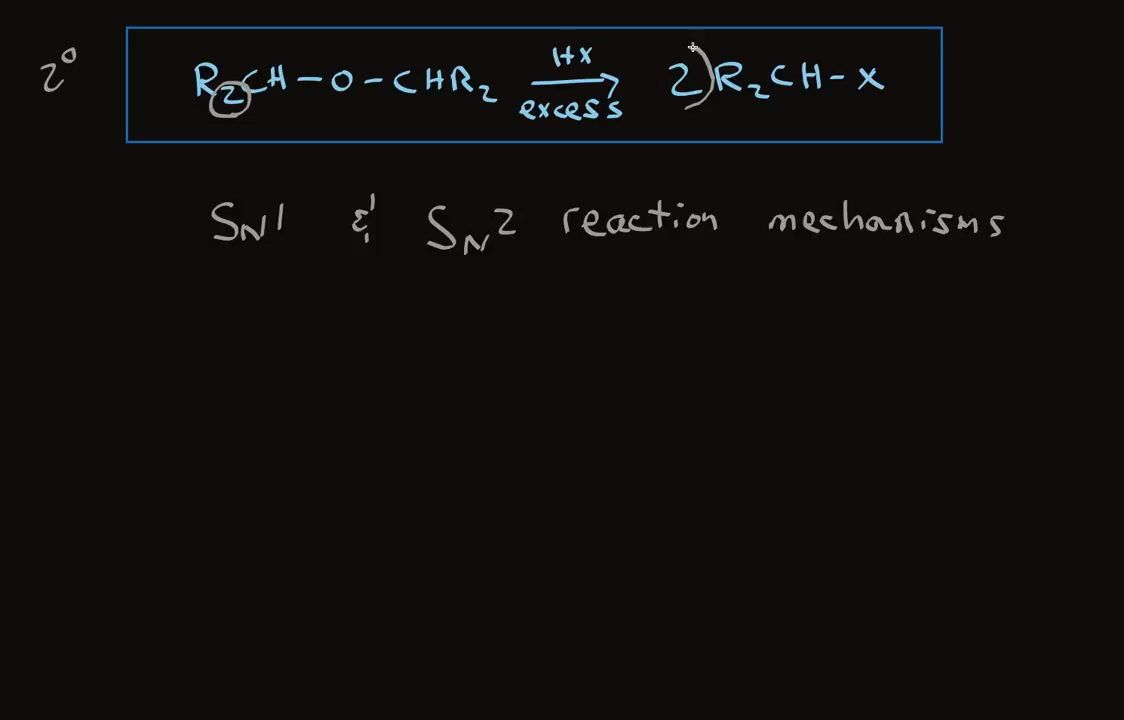 2° R₂CH-O-CHR₂ HX → excess 2) R₂CH-X
SN1 & SN2 reaction mechanisms